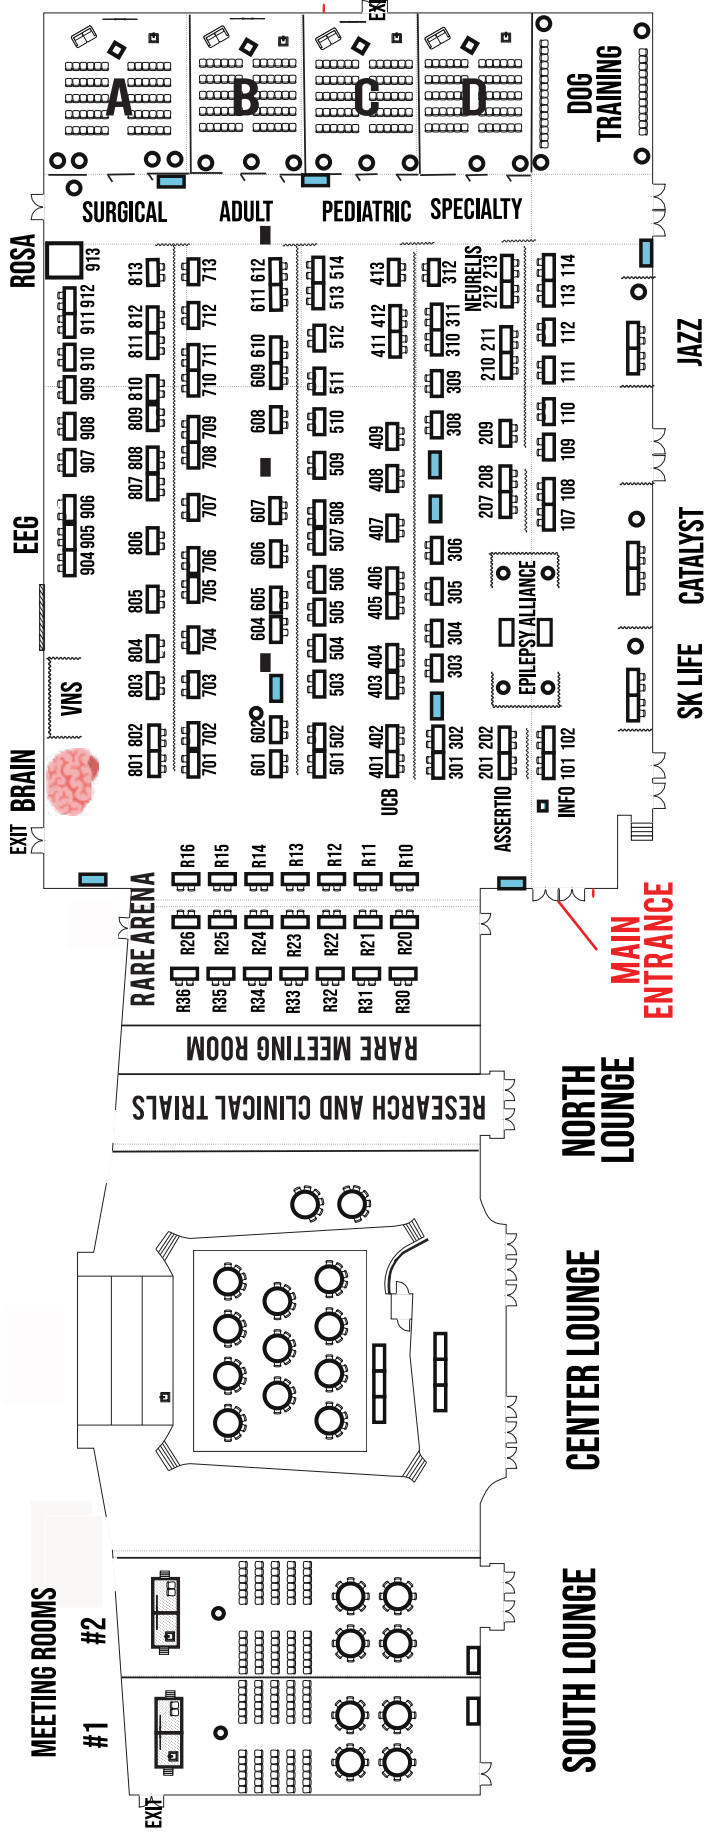 EXIT
A
B
C
D
DOG
TRAINING
SURGICAL
ADULT
PEDIATRIC
SPECIALTY
ROSA
913
813
713
612
611
514
513
413
312
NEURELIS
213
212
114
113
912
911
812
811
712
512
412
411
311
310
211
210
112
JAZZ
910
711
710
610
609
511
309
111
909
810
809
608
510
308
110
908
709
708
409
209
109
907
808
807
509
408
208
207
108
107
EEG
906
905
904
707
607
508
507
407
CATALYST
806
706
705
606
506
406
405
306
EPILEPSY ALLIANCE
805
605
604
505
305
804
704
504
404
403
304
303
VNS
803
703
503
SK LIFE
BRAIN
802
801
702
701
602
601
502
501
402
401
302
301
202
201
102
101
UCB
ASSERTIO
INFO
EXIT
RARE ARENA
R16
R15
R14
R13
R12
R11
R10
R26
R25
R24
R23
R22
R21
R20
R36
R35
R34
R33
R32
R31
R30
MAIN
ENTRANCE
RARE MEETING ROOM
RESEARCH AND CLINICAL TRIALS
NORTH
LOUNGE
CENTER LOUNGE
MEETING ROOMS
#2
#1
SOUTH LOUNGE
EXIT